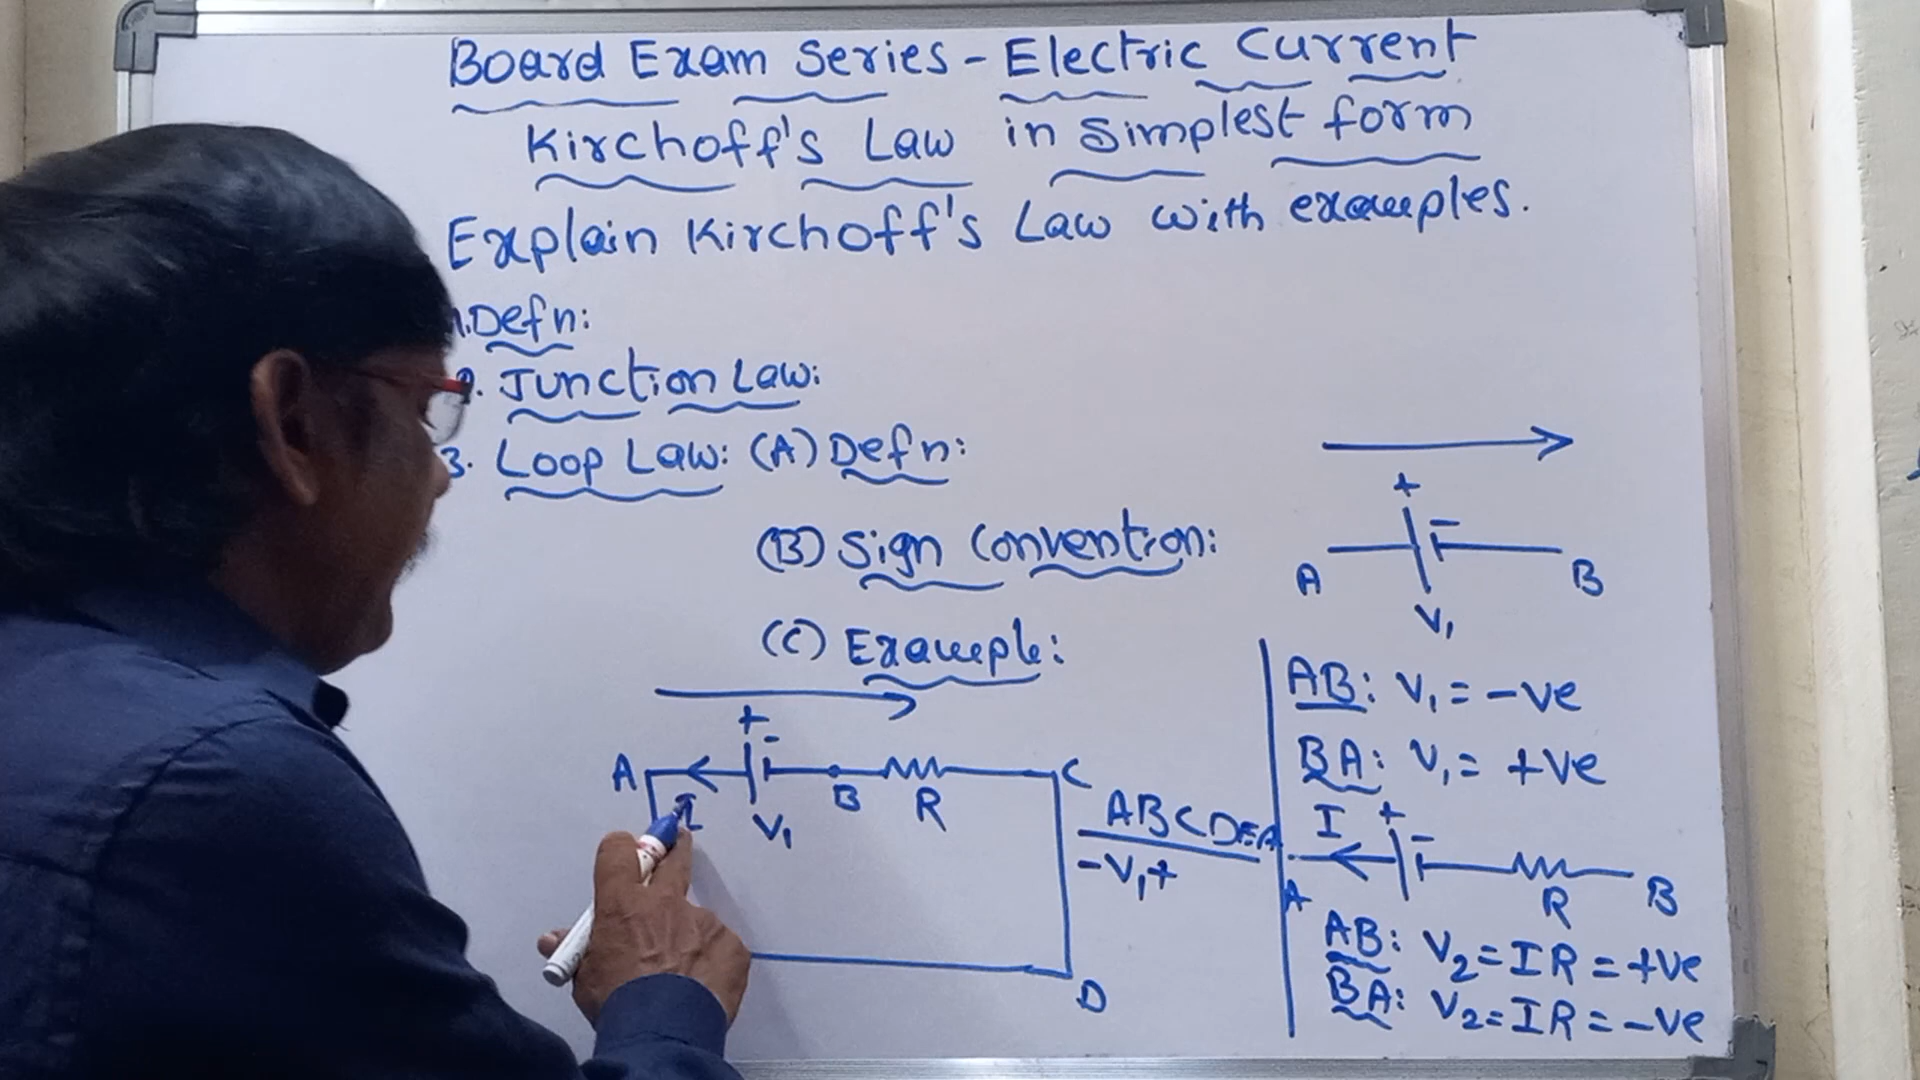 Board Exam Series - Electric Current
Kirchoff's Law in Simplest form
Explain Kirchoff's Law with examples.
1. Defn:
2. Junction Law:
3. Loop Law: (A) Defn:
(B) Sign Convention:
(C) Example:
+ -
A B
V₁
AB: V₁ = -ve
BA: V₁ = +ve
I + -
A R B
AB: V₂ = IR = +ve
BA: V₂ = IR = -ve
+ -
A B C
I V₁ R
D
ABCDEA
-V₁+